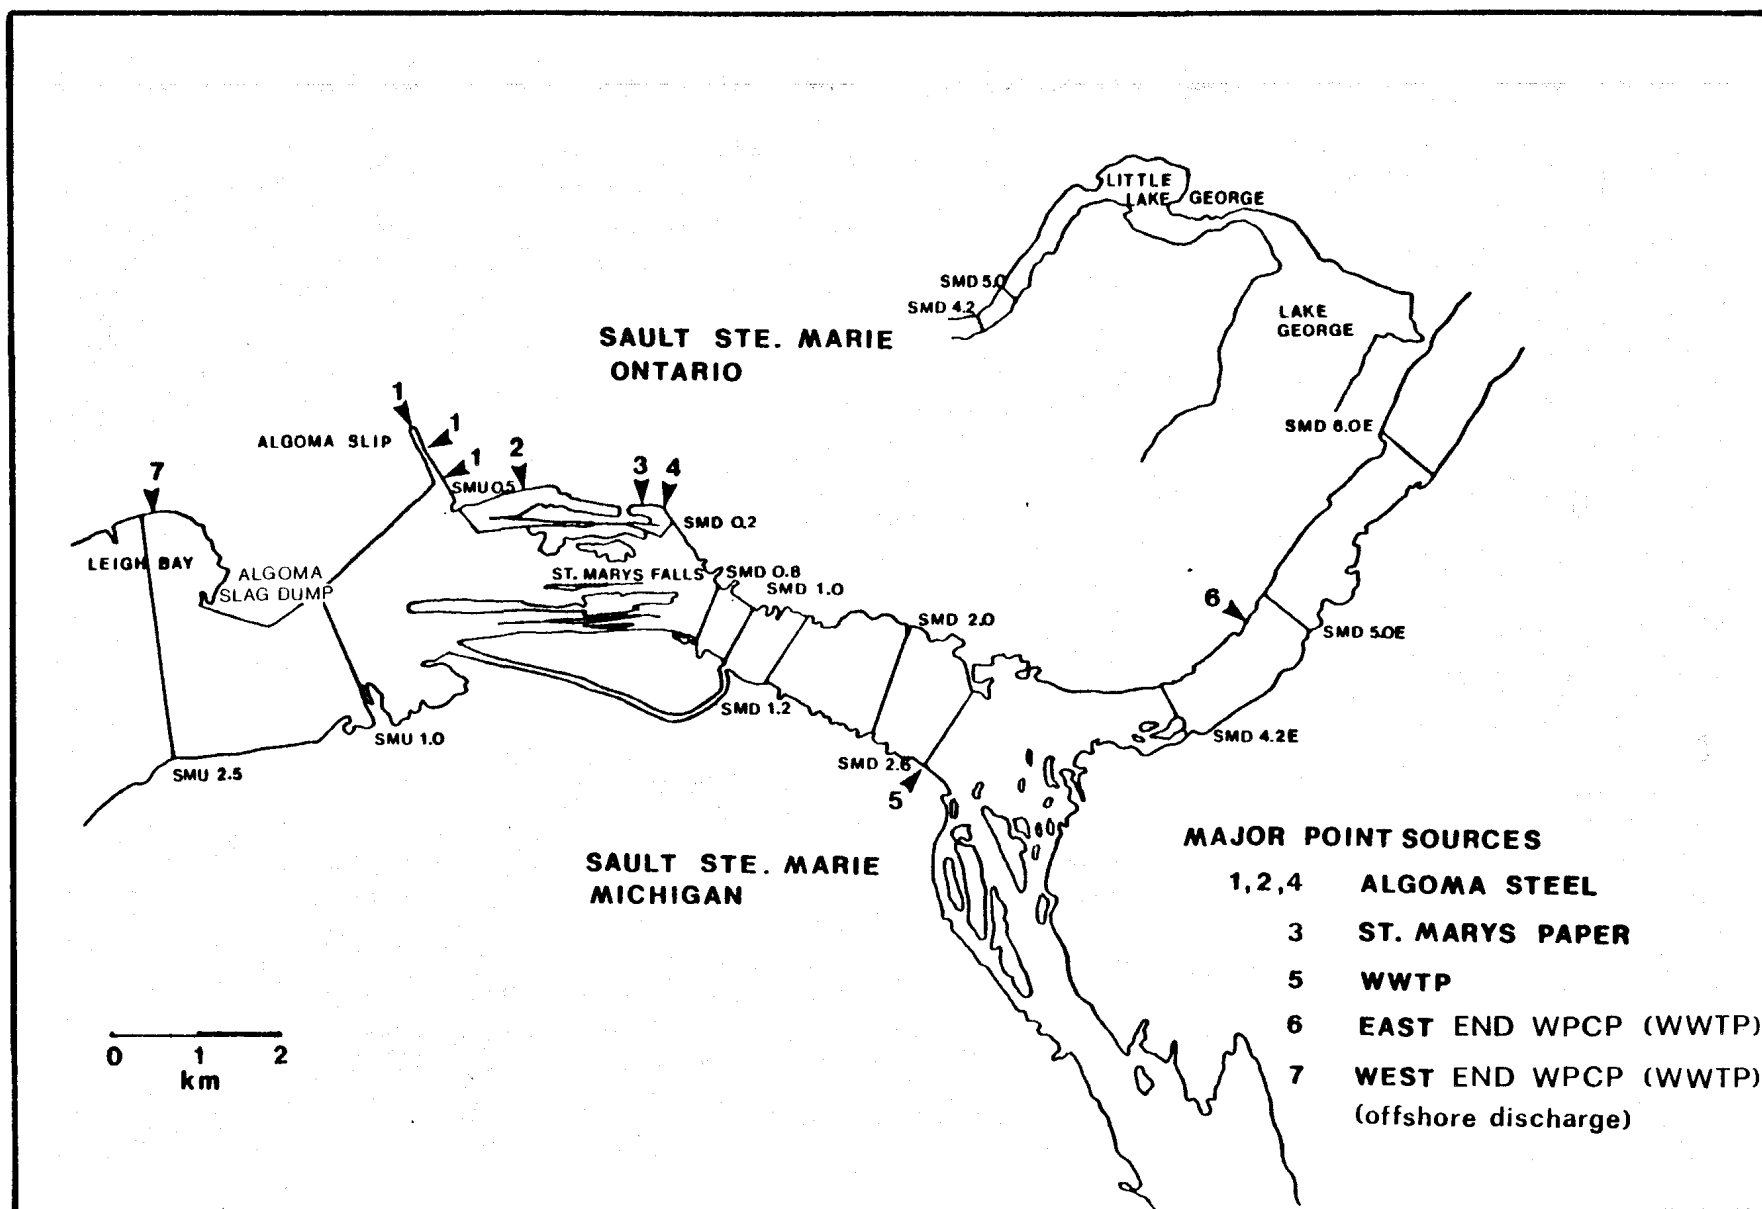 LITTLE
LAKE GEORGE
SMD 5.0
SMD 4.2
LAKE
GEORGE
SAULT STE. MARIE
ONTARIO
1
1
1
ALGOMA SLIP
2
3
4
7
SMU 0.5
SMD 0.2
SMD 6.0E
LEIGH BAY
ALGOMA
SLAG DUMP
ST. MARYS FALLS
SMD 0.8
SMD 1.0
6
SMD 2.0
SMD 5.0E
SMD 1.2
SMU 1.0
SMU 2.5
SMD 2.6
SMD 4.2E
5
SAULT STE. MARIE
MICHIGAN
MAJOR POINT SOURCES
1,2,4 ALGOMA STEEL
3 ST. MARYS PAPER
5 WWTP
6 EAST END WPCP (WWTP)
7 WEST END WPCP (WWTP)
(offshore discharge)
0 1 2
km